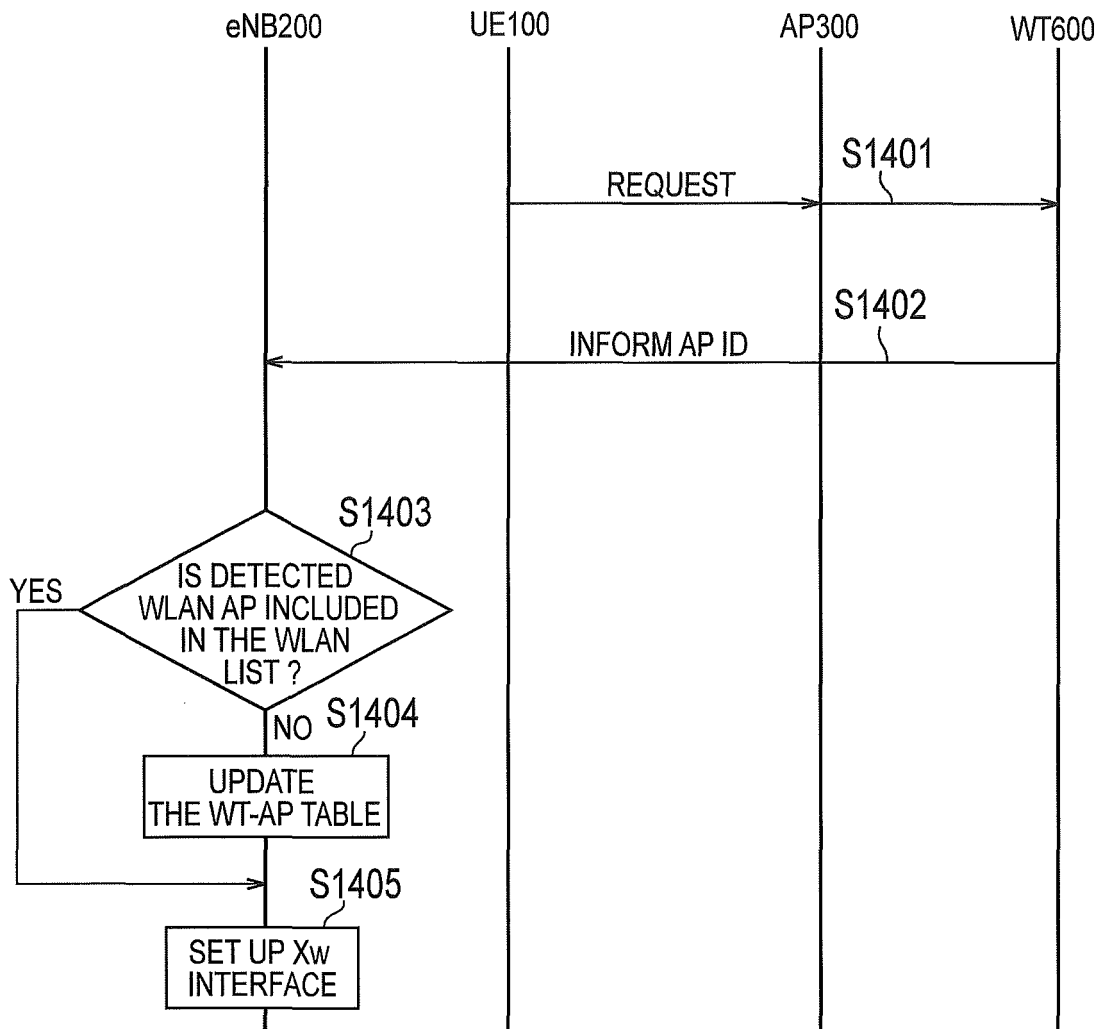 eNB200
UE100
AP300
WT600
S1401
REQUEST
S1402
INFORM AP ID
S1403
YES
IS DETECTED
WLAN AP INCLUDED
IN THE WLAN
LIST ?
NO
S1404
UPDATE
THE WT-AP TABLE
S1405
SET UP Xw
INTERFACE